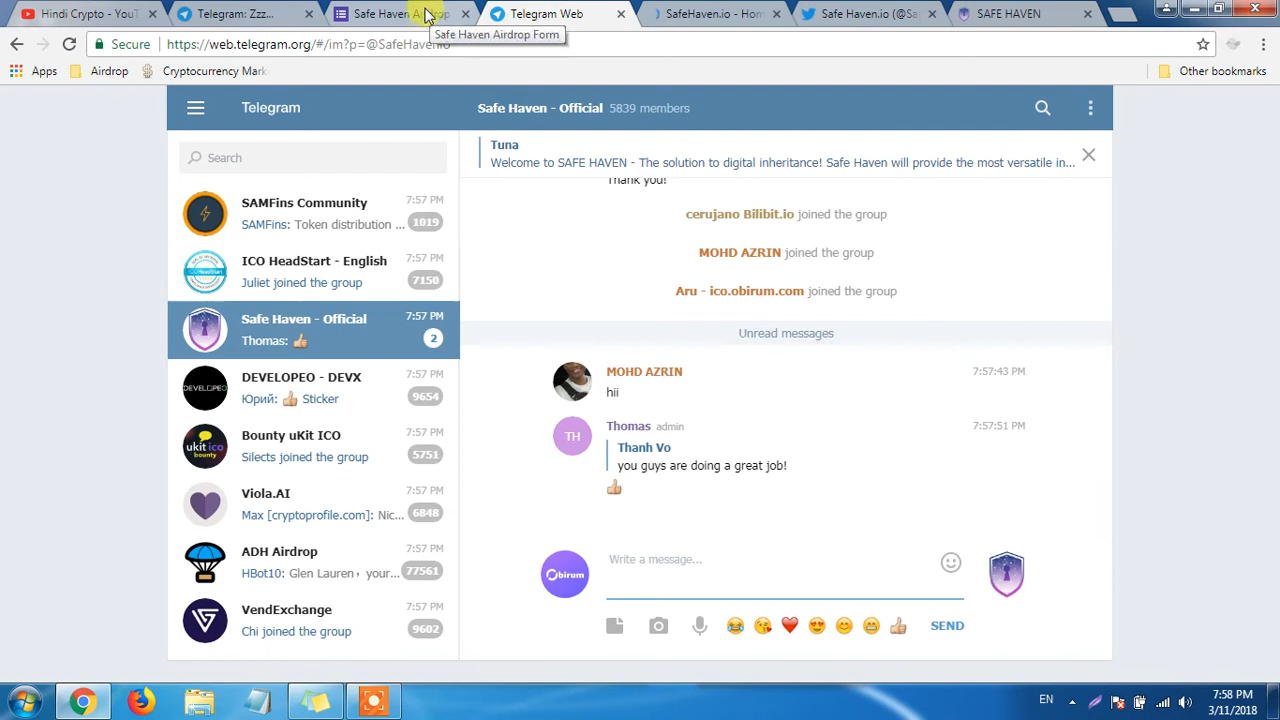 Hindi Crypto - YouT
Telegram: Zzz...
Safe Haven Airdrop
Telegram Web
SafeHaven.io - Hom
Safe Haven.io (@Sa
SAFE HAVEN
Safe Haven Airdrop Form
Secure
https://web.telegram.org/#/im?p=@SafeHavenio
Apps
Airdrop
Cryptocurrency Mark
Other bookmarks
Telegram
Safe Haven - Official 5839 members
Search
Tuna
Welcome to SAFE HAVEN - The solution to digital inheritance! Safe Haven will provide the most versatile in...
SAMFins Community 7:57 PM
SAMFins: Token distribution ... 1019
ICO HeadStart - English 7:57 PM
Juliet joined the group 7150
Safe Haven - Official 7:57 PM
Thomas: 👍 2
DEVELOPEO - DEVX 7:57 PM
Юрий: 👍 Sticker 9654
Bounty uKit ICO 7:57 PM
Silects joined the group 5751
Viola.AI 7:57 PM
Max [cryptoprofile.com]: Nic... 6848
ADH Airdrop 7:57 PM
HBot10: Glen Lauren, your... 77561
VendExchange 7:57 PM
Chi joined the group 9602
ICOHeadStart
DEVELOPEO
ukit ico
bounty
Thank you!
cerujano Bilibit.io joined the group
MOHD AZRIN joined the group
Aru - ico.obirum.com joined the group
Unread messages
MOHD AZRIN 7:57:43 PM
hii
TH
Thomas admin 7:57:51 PM
Thanh Vo
you guys are doing a great job!
👍
Obirum
Write a message...
SEND
EN
7:58 PM
3/11/2018